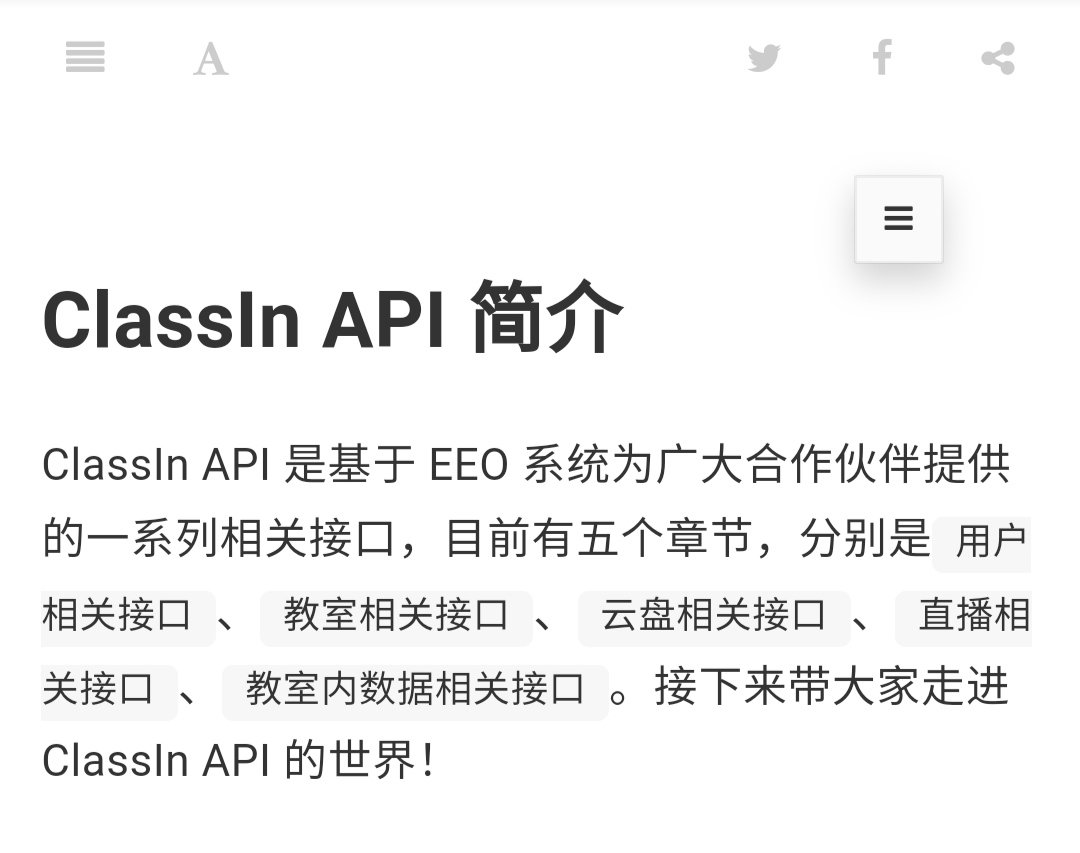 ClassIn API 简介
ClassIn API 是基于 EEO 系统为广大合作伙伴提供
的一系列相关接口，目前有五个章节，分别是 用户
相关接口 、 教室相关接口 、 云盘相关接口 、 直播相
关接口 、 教室内数据相关接口 。接下来带大家走进
ClassIn API 的世界！